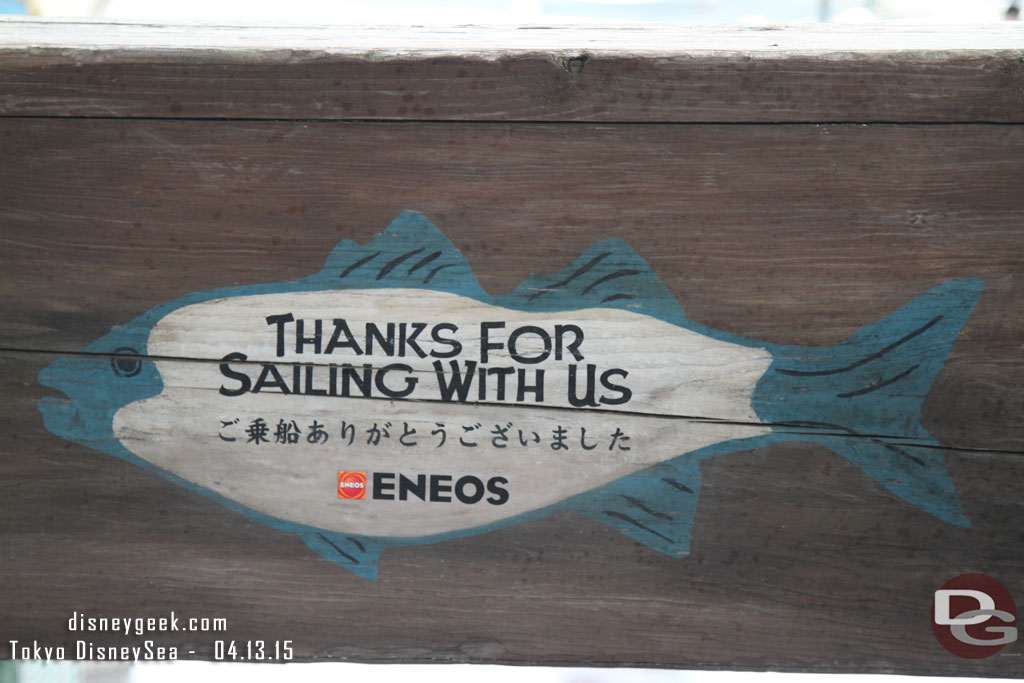 THANKS FOR
SAILING WITH US
ご乗船ありがとうございました
ENEOS ENEOS
disneygeek.com
Tokyo DisneySea - 04.13.15
DG